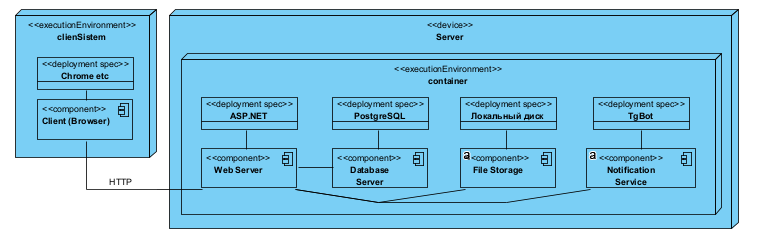 <<executionEnvironment>>
clienSistem
<<deployment spec>>
Chrome etc
<<component>>
Client (Browser)
HTTP
<<device>>
Server
<<executionEnvironment>>
container
<<deployment spec>>
ASP.NET
<<deployment spec>>
PostgreSQL
<<deployment spec>>
Локальный диск
<<deployment spec>>
TgBot
<<component>>
Web Server
<<component>>
Database
Server
a
<<component>>
File Storage
a
<<component>>
Notification
Service